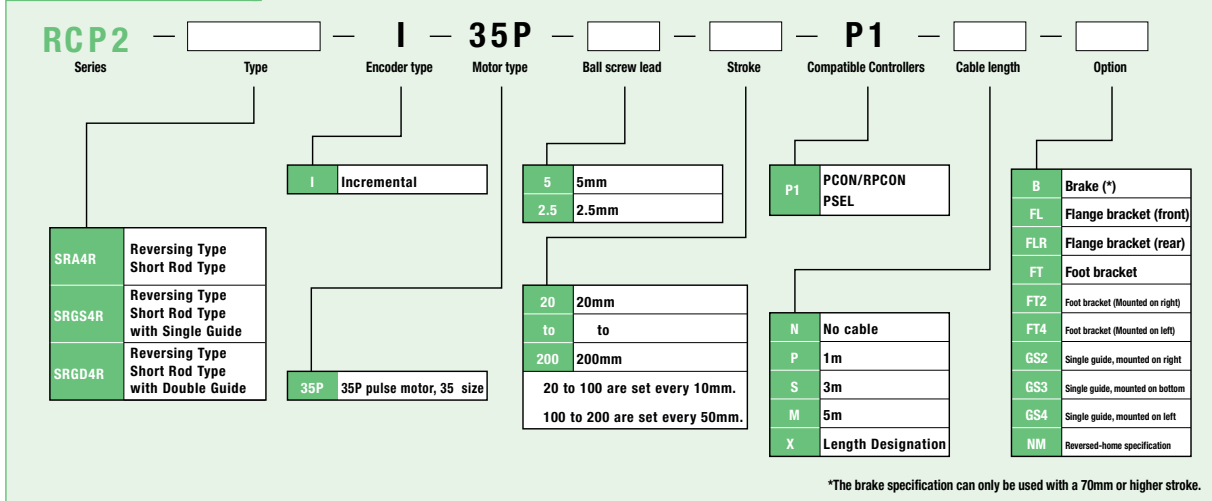 RCP2 — — I — 35P — — — P1 — —
Series Type Encoder type Motor type Ball screw lead Stroke Compatible Controllers Cable length Option
SRA4R Reversing Type
Short Rod Type
SRGS4R Reversing Type
Short Rod Type
with Single Guide
SRGD4R Reversing Type
Short Rod Type
with Double Guide
I Incremental
35P 35P pulse motor, 35 size
5 5mm
2.5 2.5mm
20 20mm
to to
200 200mm
20 to 100 are set every 10mm.
100 to 200 are set every 50mm.
P1 PCON/RPCON
PSEL
N No cable
P 1m
S 3m
M 5m
X Length Designation
B Brake (*)
FL Flange bracket (front)
FLR Flange bracket (rear)
FT Foot bracket
FT2 Foot bracket (Mounted on right)
FT4 Foot bracket (Mounted on left)
GS2 Single guide, mounted on right
GS3 Single guide, mounted on bottom
GS4 Single guide, mounted on left
NM Reversed-home specification
*The brake specification can only be used with a 70mm or higher stroke.